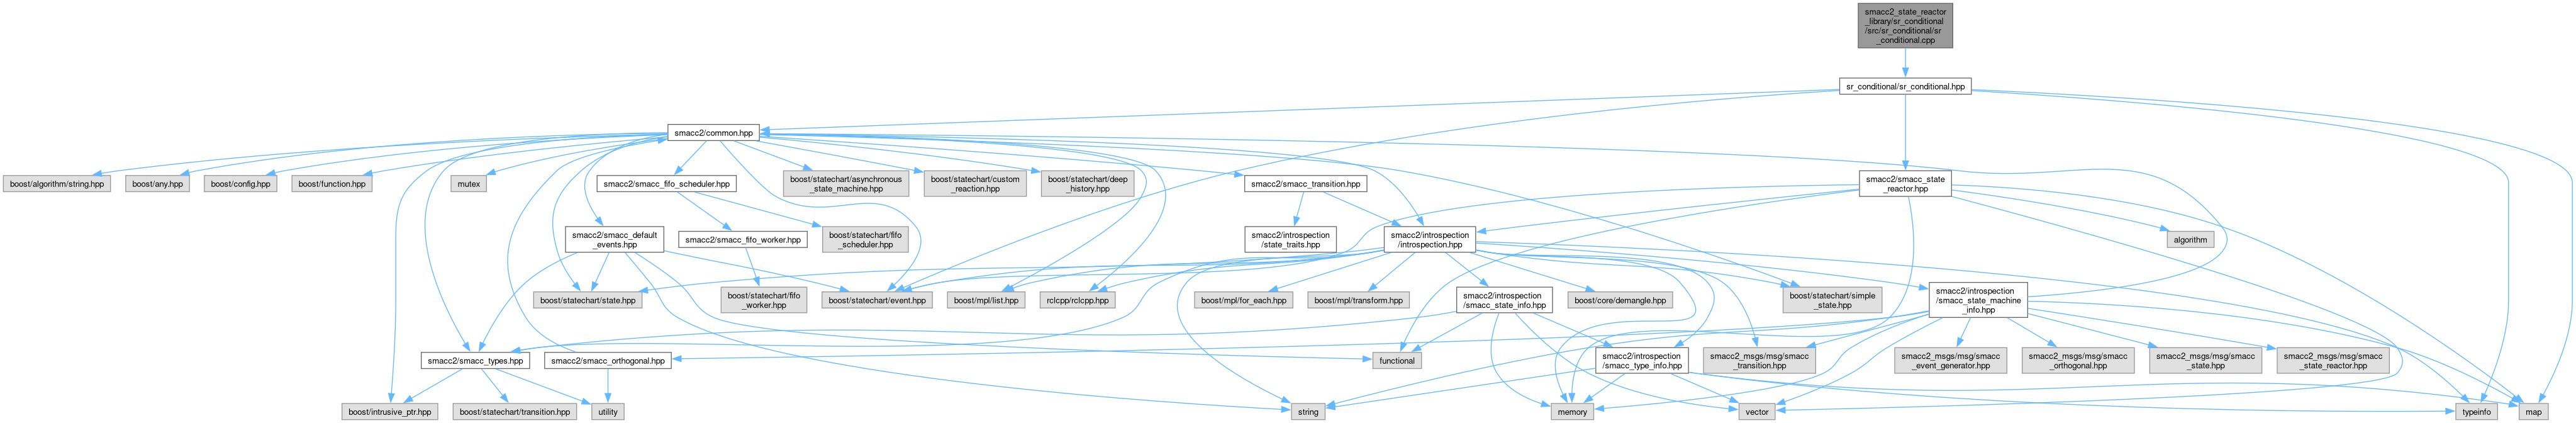 smacc2_state_reactor
_library/sr_conditional
/src/sr_conditional/sr
_conditional.cpp
sr_conditional/sr_conditional.hpp
smacc2/common.hpp
boost/algorithm/string.hpp
boost/any.hpp
boost/config.hpp
boost/function.hpp
mutex
smacc2/smacc_fifo_scheduler.hpp
boost/statechart/asynchronous
_state_machine.hpp
boost/statechart/custom
_reaction.hpp
boost/statechart/deep
_history.hpp
smacc2/smacc_transition.hpp
smacc2/smacc_state
_reactor.hpp
smacc2/smacc_default
_events.hpp
smacc2/smacc_fifo_worker.hpp
boost/statechart/fifo
_scheduler.hpp
smacc2/introspection
/state_traits.hpp
smacc2/introspection
/introspection.hpp
algorithm
boost/statechart/state.hpp
boost/statechart/fifo
_worker.hpp
boost/statechart/event.hpp
boost/mpl/list.hpp
rclcpp/rclcpp.hpp
boost/mpl/for_each.hpp
boost/mpl/transform.hpp
smacc2/introspection
/smacc_state_info.hpp
boost/core/demangle.hpp
boost/statechart/simple
_state.hpp
smacc2/introspection
/smacc_state_machine
_info.hpp
smacc2/smacc_types.hpp
smacc2/smacc_orthogonal.hpp
functional
smacc2/introspection
/smacc_type_info.hpp
smacc2_msgs/msg/smacc
_transition.hpp
smacc2_msgs/msg/smacc
_event_generator.hpp
smacc2_msgs/msg/smacc
_orthogonal.hpp
smacc2_msgs/msg/smacc
_state.hpp
smacc2_msgs/msg/smacc
_state_reactor.hpp
boost/intrusive_ptr.hpp
boost/statechart/transition.hpp
utility
string
memory
vector
typeinfo
map